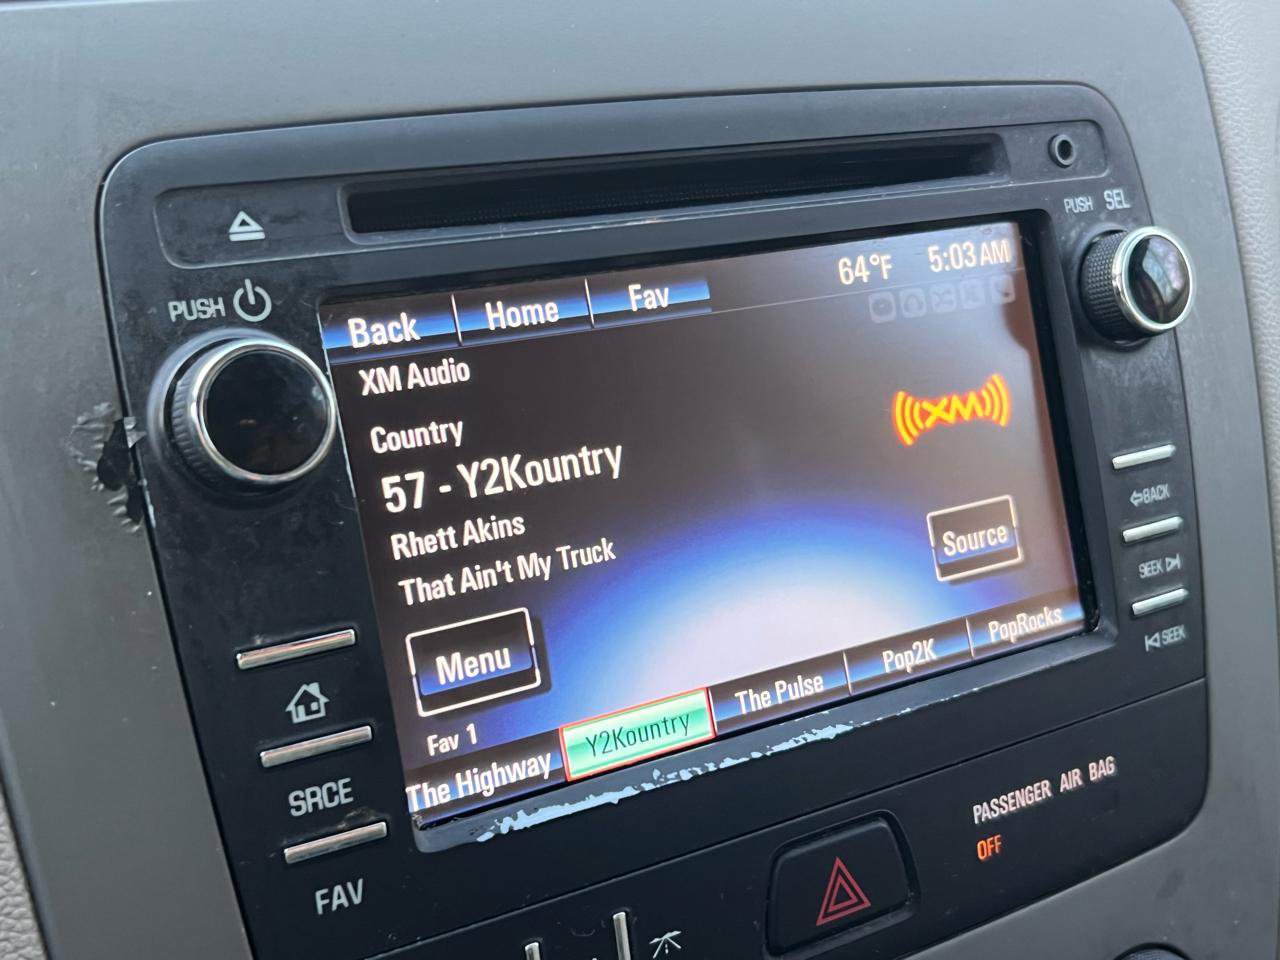 PUSH SEL
PUSH
64°F 5:03 AM
Back Home Fav
XM Audio
Country
(((XM)))
57 - Y2Kountry
Rhett Akins
That Ain't My Truck
Source
Menu
Fav 1
The Highway Y2Kountry The Pulse Pop2K PopRocks
BACK
SEEK
SEEK
SRCE
FAV
PASSENGER AIR BAG
OFF